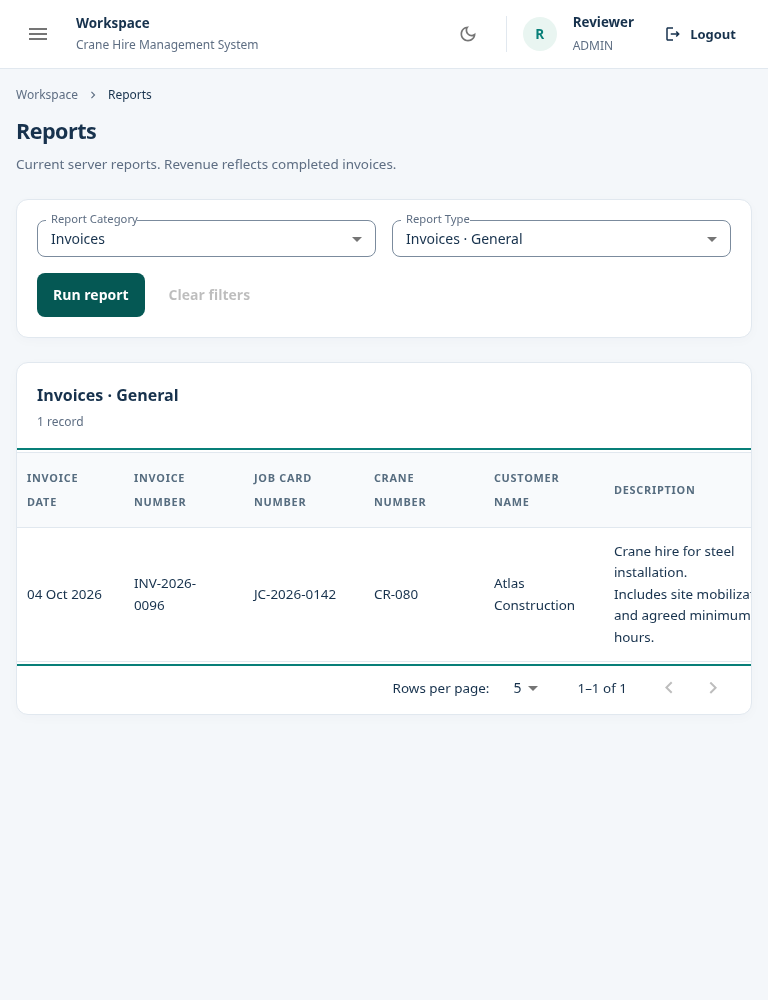 Workspace
Crane Hire Management System
R
Reviewer
ADMIN
Logout
Workspace › Reports
Reports
Current server reports. Revenue reflects completed invoices.
Report Category
Invoices
Report Type
Invoices · General
Run report
Clear filters
Invoices · General
1 record
INVOICE DATE
INVOICE NUMBER
JOB CARD NUMBER
CRANE NUMBER
CUSTOMER NAME
DESCRIPTION
04 Oct 2026
INV-2026-
0096
JC-2026-0142
CR-080
Atlas
Construction
Crane hire for steel
installation.
Includes site
and agreed minimum
hours.
Rows per page:
5
1–1 of 1